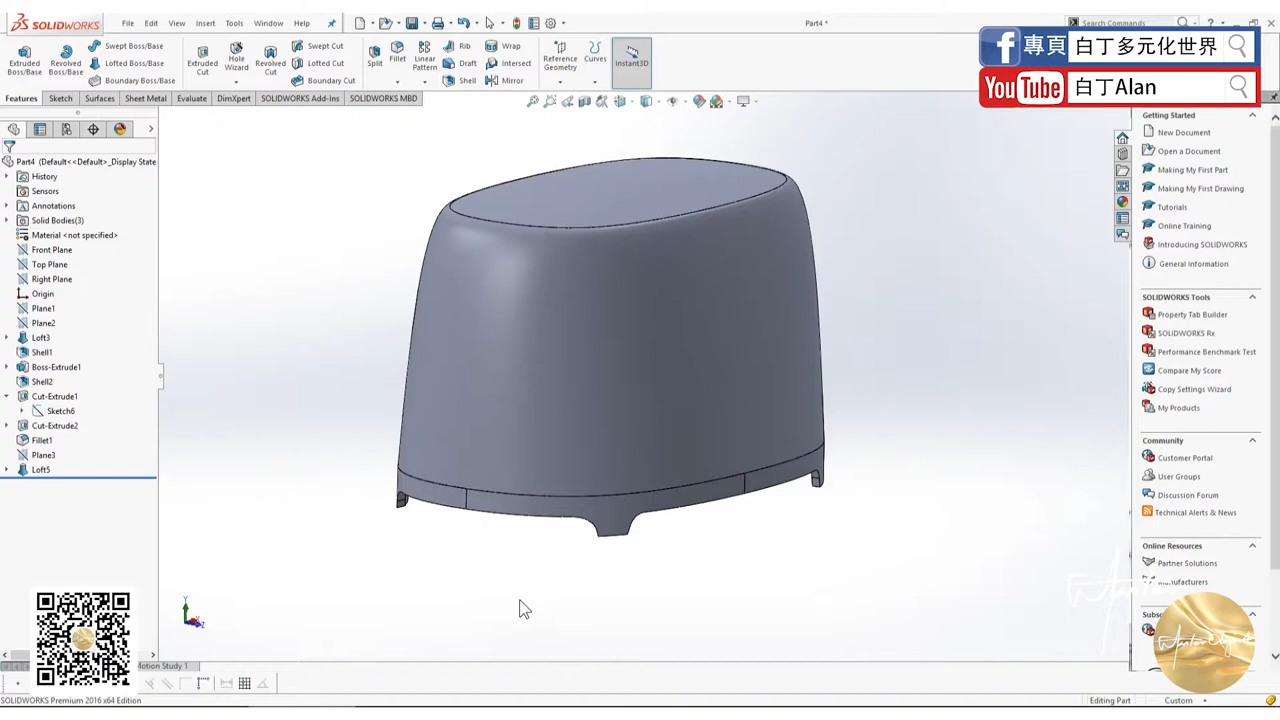 SOLIDWORKS File Edit View Insert Tools Window Help Part4 * Search Commands
專頁 白丁多元化世界
YouTube 白丁Alan
Extruded Boss/Base Revolved Boss/Base Swept Boss/Base Lofted Boss/Base Boundary Boss/Base
Extruded Cut Hole Wizard Revolved Cut Swept Cut Lofted Cut Boundary Cut
Split Fillet Linear Pattern Rib Draft Shell Wrap Intersect Mirror
Reference Geometry Curves Instant3D
Features Sketch Surfaces Sheet Metal Evaluate DimXpert SOLIDWORKS Add-Ins SOLIDWORKS MBD
Part4 (Default<<Default>_Display State
History
Sensors
Annotations
Solid Bodies(3)
Material <not specified>
Front Plane
Top Plane
Right Plane
Origin
Plane1
Plane2
Loft3
Shell1
Boss-Extrude1
Shell2
Cut-Extrude1
Sketch6
Cut-Extrude2
Fillet1
Plane3
Loft5
Y
Z
Getting Started
New Document
Open a Document
Making My First Part
Making My First Drawing
Tutorials
Online Training
Introducing SOLIDWORKS
General Information
SOLIDWORKS Tools
Property Tab Builder
SOLIDWORKS Rx
Performance Benchmark Test
Compare My Score
Copy Settings Wizard
My Products
Community
Customer Portal
User Groups
Discussion Forum
Technical Alerts & News
Online Resources
Partner Solutions
Manufacturers
Subsc
Motion Study 1
SOLIDWORKS Premium 2016 x64 Edition Editing Part Custom